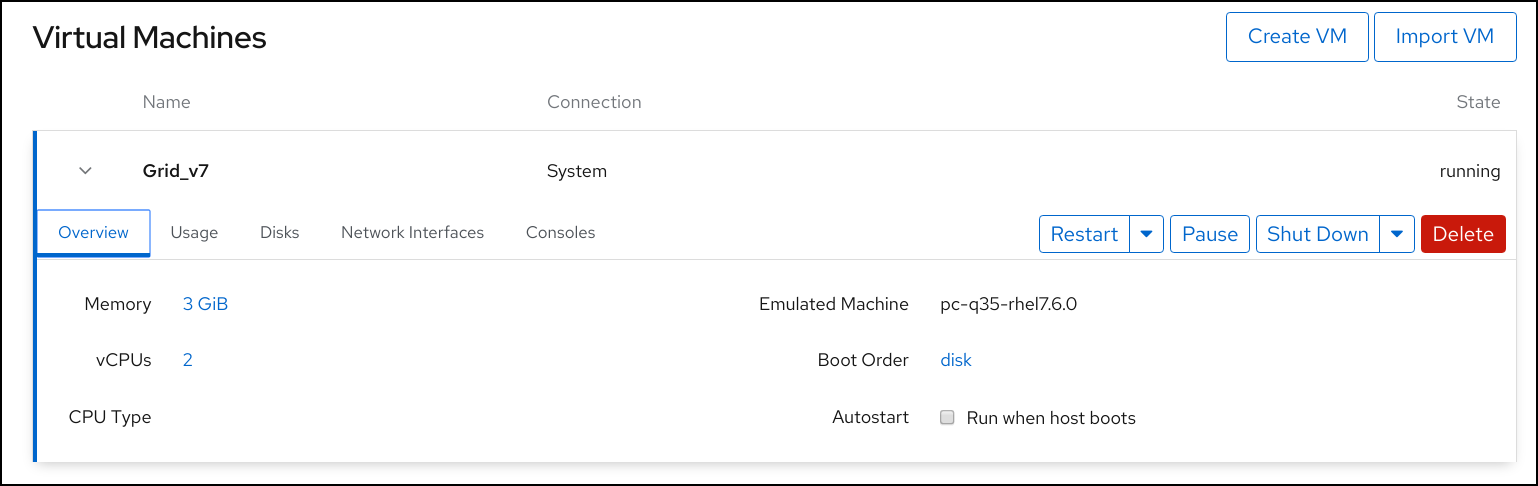 Virtual Machines
Create VM
Import VM
Name Connection State
Grid_v7 System running
Overview Usage Disks Network Interfaces Consoles Restart Pause Shut Down Delete
Memory 3 GiB Emulated Machine pc-q35-rhel7.6.0
vCPUs 2 Boot Order disk
CPU Type Autostart Run when host boots